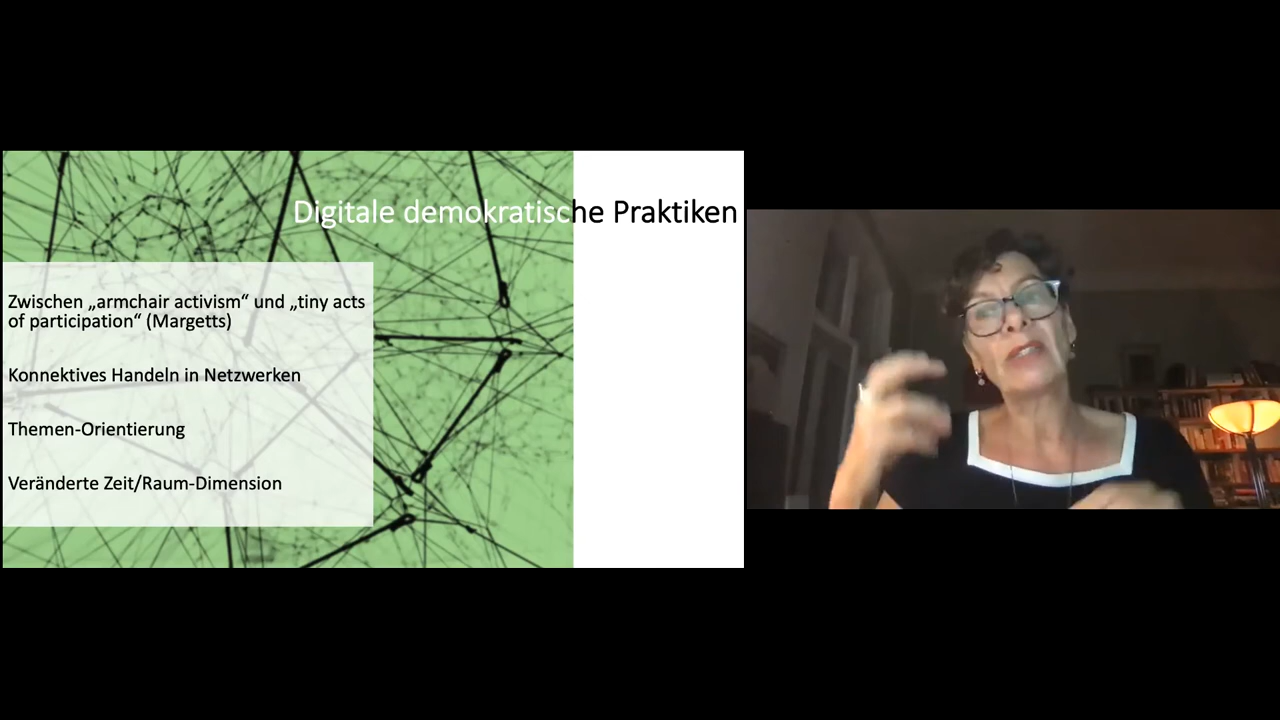 Digitale demokratische Praktiken
Zwischen „armchair activism“ und „tiny acts
of participation“ (Margetts)
Konnektives Handeln in Netzwerken
Themen-Orientierung
Veränderte Zeit/Raum-Dimension